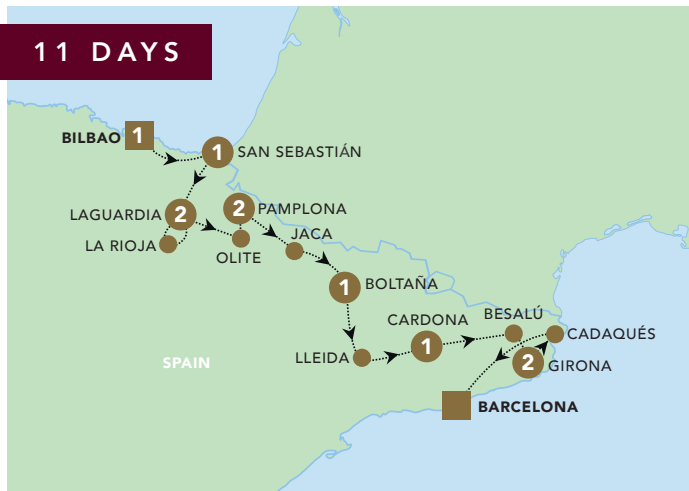 11 DAYS
BILBAO 1
1 SAN SEBASTIÁN
LAGUARDIA 2
2 PAMPLONA
LA RIOJA
JACA
OLITE
1 BOLTAÑA
BESALÚ
CARDONA
CADAQUÉS
1
LLEIDA
SPAIN
2 GIRONA
BARCELONA